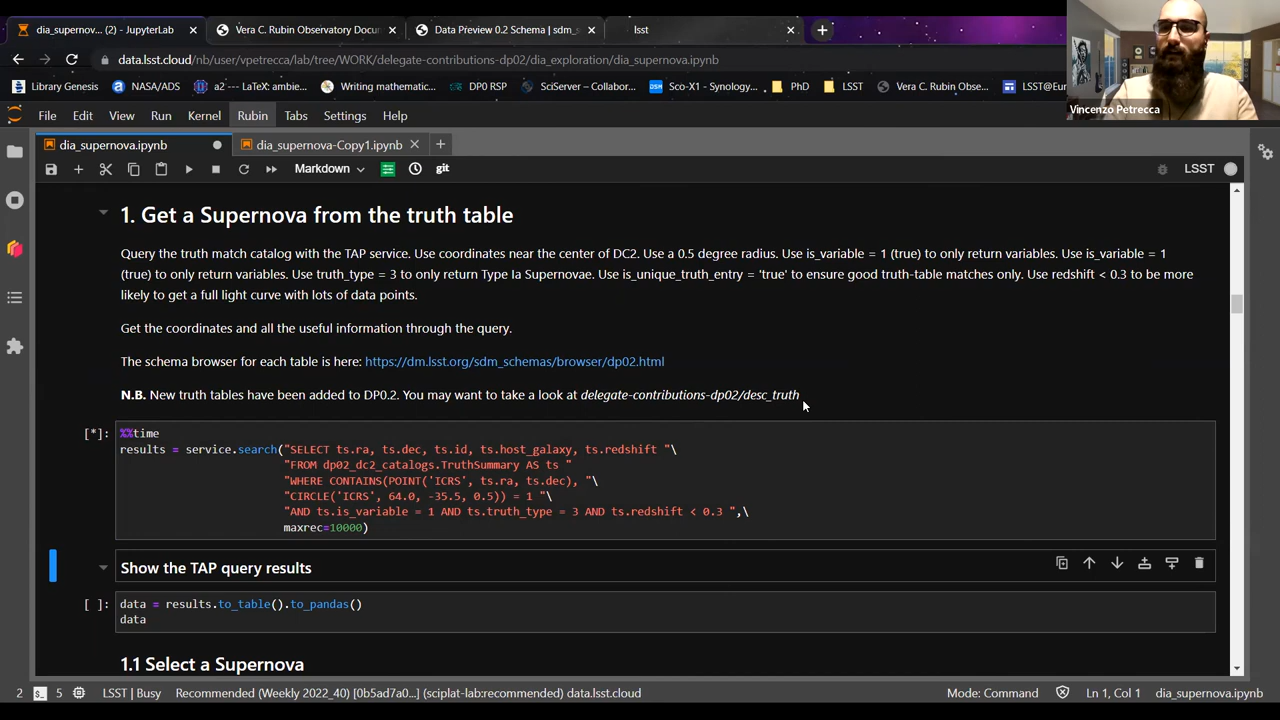 dia_supernov... (2) - JupyterLab
Vera C. Rubin Observatory Docu
Data Preview 0.2 Schema | sdm_s
lsst
data.lsst.cloud/nb/user/vpetrecca/lab/tree/WORK/delegate-contributions-dp02/dia_exploration/dia_supernova.ipynb
Library Genesis
NASA/ADS
a2 --- LaTeX: ambie...
Writing mathematic...
DP0 RSP
SciServer – Collabor...
Sco-X1 - Synology...
PhD
LSST
Vera C. Rubin Obse...
LSST@Eur
Vincenzo Petrecca
File Edit View Run Kernel Rubin Tabs Settings Help
dia_supernova.ipynb
dia_supernova-Copy1.ipynb
Markdown
git
LSST
1. Get a Supernova from the truth table
Query the truth match catalog with the TAP service. Use coordinates near the center of DC2. Use a 0.5 degree radius. Use is_variable = 1 (true) to only return variables. Use is_variable = 1
(true) to only return variables. Use truth_type = 3 to only return Type Ia Supernovae. Use is_unique_truth_entry = 'true' to ensure good truth-table matches only. Use redshift < 0.3 to be more
likely to get a full light curve with lots of data points.
Get the coordinates and all the useful information through the query.
The schema browser for each table is here: https://dm.lsst.org/sdm_schemas/browser/dp02.html
N.B. New truth tables have been added to DP0.2. You may want to take a look at delegate-contributions-dp02/desc_truth
[*]: %%time
results = service.search("SELECT ts.ra, ts.dec, ts.id, ts.host_galaxy, ts.redshift "\
"FROM dp02_dc2_catalogs.TruthSummary AS ts "
"WHERE CONTAINS(POINT('ICRS', ts.ra, ts.dec), "\
"CIRCLE('ICRS', 64.0, -35.5, 0.5)) = 1 "\
"AND ts.is_variable = 1 AND ts.truth_type = 3 AND ts.redshift < 0.3 ",\
maxrec=10000)
Show the TAP query results
[ ]: data = results.to_table().to_pandas()
data
1.1 Select a Supernova
2 5 LSST | Busy Recommended (Weekly 2022_40) [0b5ad7a0...] (sciplat-lab:recommended) data.lsst.cloud Mode: Command Ln 1, Col 1 dia_supernova.ipynb